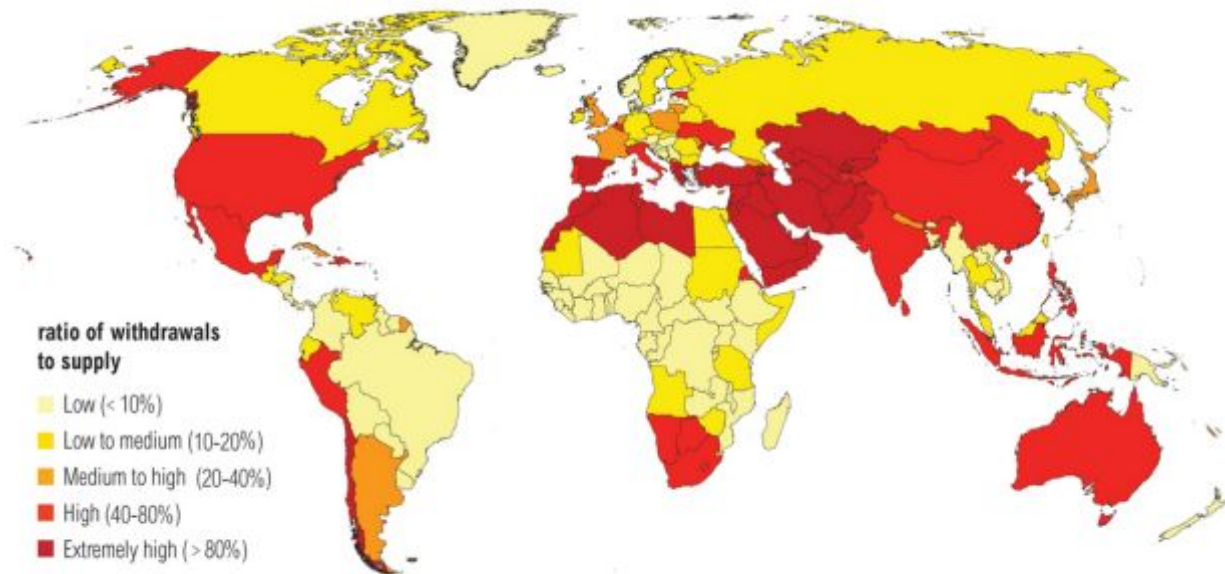 ratio of withdrawals
to supply
Low (< 10%)
Low to medium (10-20%)
Medium to high (20-40%)
High (40-80%)
Extremely high (> 80%)